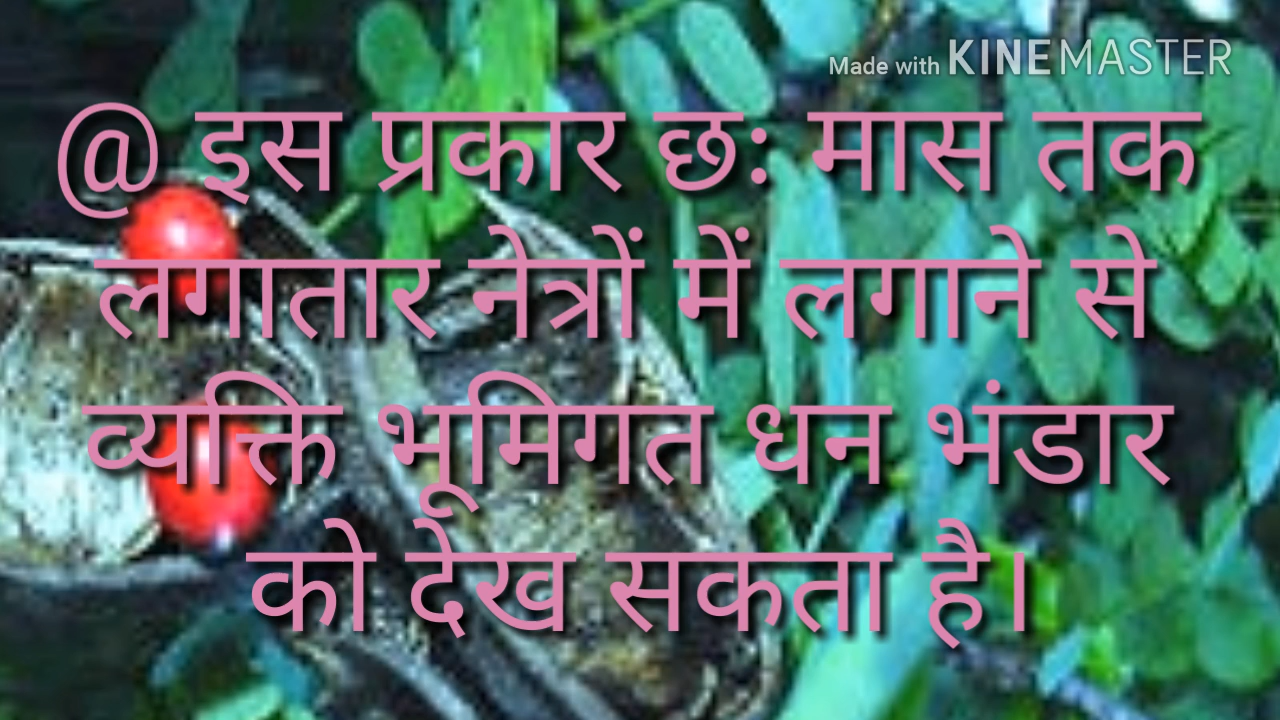 Made with KINEMASTER
@ इस प्रकार छः मास तक
लगातार नेत्रों में लगाने से
व्यक्ति भूमिगत धन भंडार
को देख सकता है।